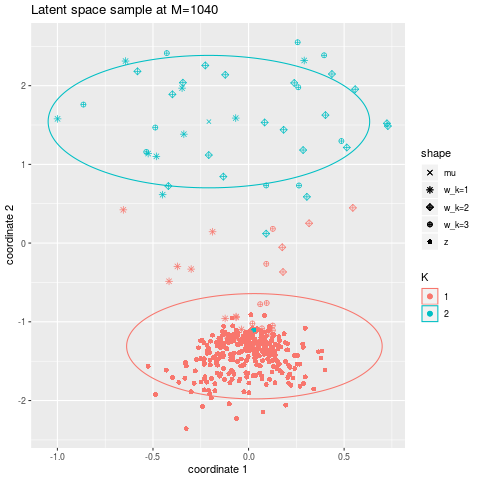 Latent space sample at M=1040
coordinate 2
2
1
0
-1
-2
-1.0
-0.5
0.0
0.5
coordinate 1
shape
mu
w_k=1
w_k=2
w_k=3
z
K
1
2